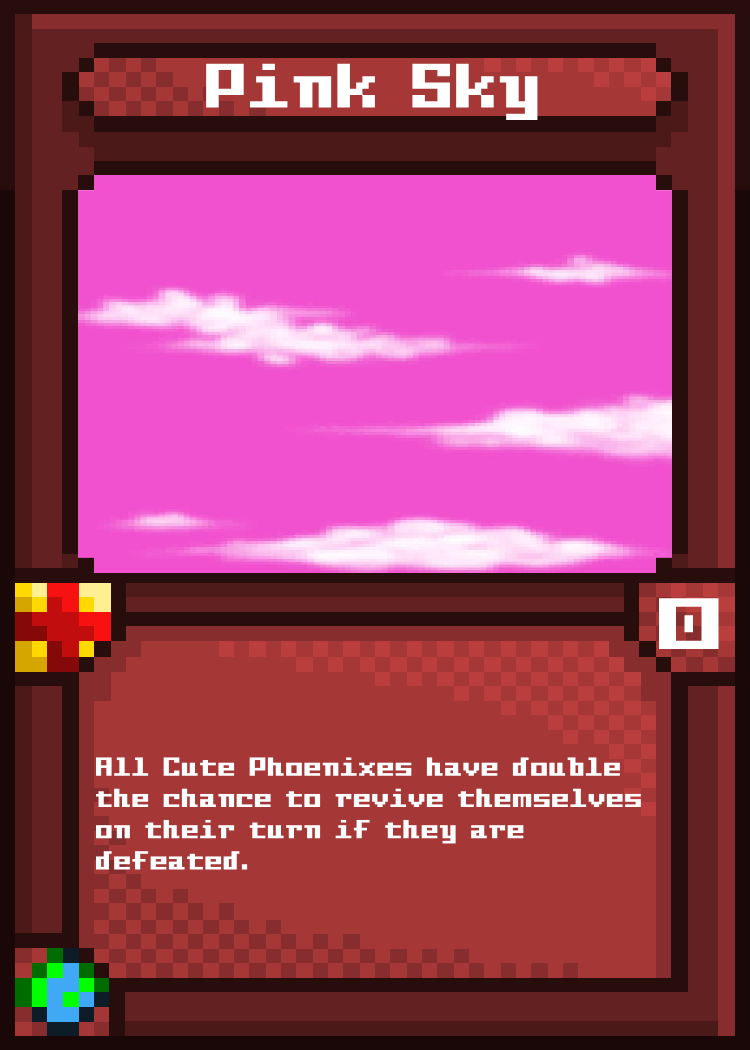 Pink Sky
0
All Cute Phoenixes have double
the chance to revive themselves
on their turn if they are
defeated.